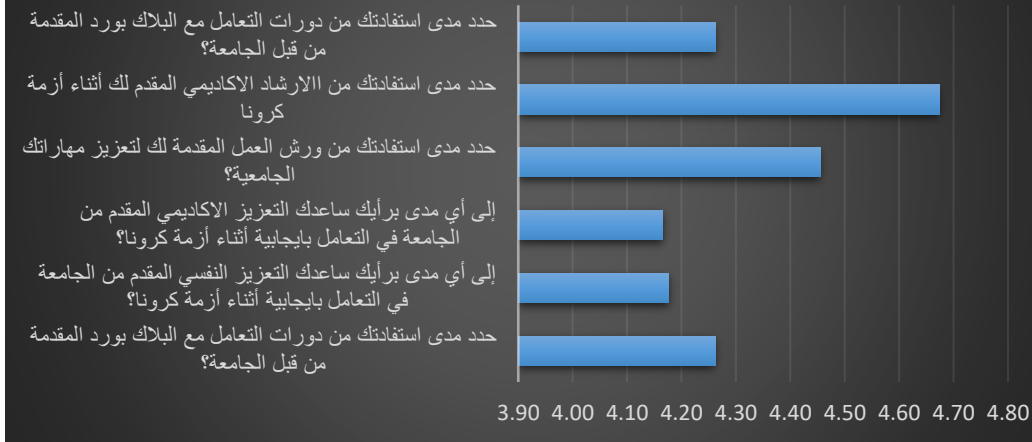 حدد مدى استفادتك من دورات التعامل مع البلاك بورد المقدمة
من قبل الجامعة؟
حدد مدى استفادتك من االارشاد الاكاديمي المقدم لك أثناء أزمة
كرونا
حدد مدى استفادتك من ورش العمل المقدمة لك لتعزيز مهاراتك
الجامعية؟
إلى أي مدى برأيك ساعدك التعزيز الاكاديمي المقدم من
الجامعة في التعامل بايجابية أثناء أزمة كرونا؟
إلى أي مدى برأيك ساعدك التعزيز النفسي المقدم من الجامعة
في التعامل بايجابية أثناء أزمة كرونا؟
حدد مدى استفادتك من دورات التعامل مع البلاك بورد المقدمة
من قبل الجامعة؟
3.90 4.00 4.10 4.20 4.30 4.40 4.50 4.60 4.70 4.80